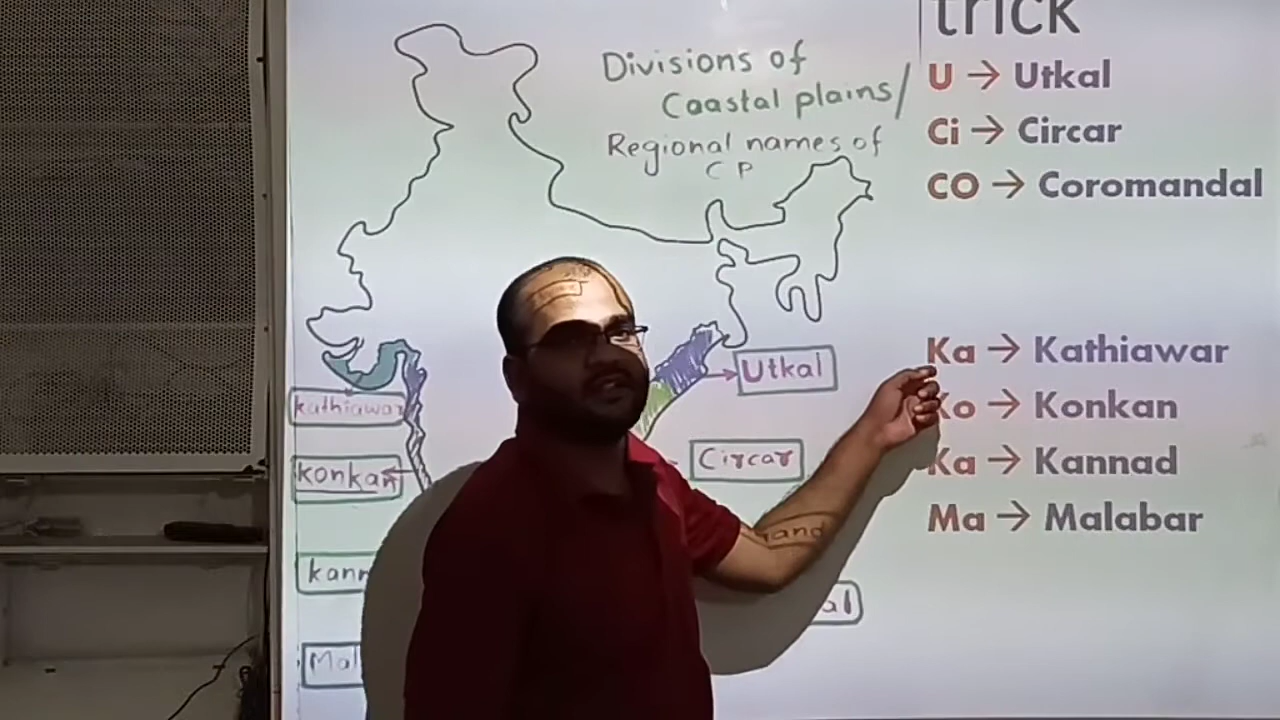 trick
Divisions of
Coastal plains/
Regional names of
C P
U → Utkal
Ci → Circar
CO → Coromandal
Ka → Kathiawar
Ko → Konkan
Ka → Kannad
Ma → Malabar
Utkal
Circar
kathiawar
konkan